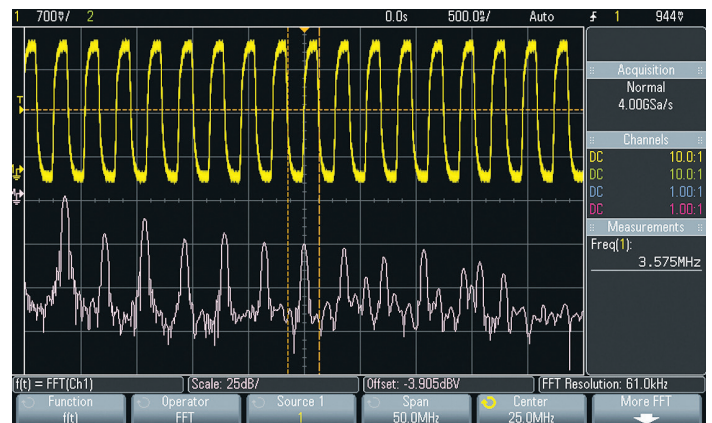 1 700▽/ 2 0.0s 500.0▽/ Auto 1 944▽
T
Acquisition
Normal
4.00GSa/s
Channels
DC 10.0:1
DC 10.0:1
DC 1.00:1
DC 1.00:1
Measurements
Freq(1):
3.575MHz
f(t) = FFT(Ch1) Scale: 25dB/ Offset: -3.905dBV FFT Resolution: 61.0kHz
Function Operator Source 1 Span Center More FFT
f(t) FFT 1 50.0MHz 25.0MHz